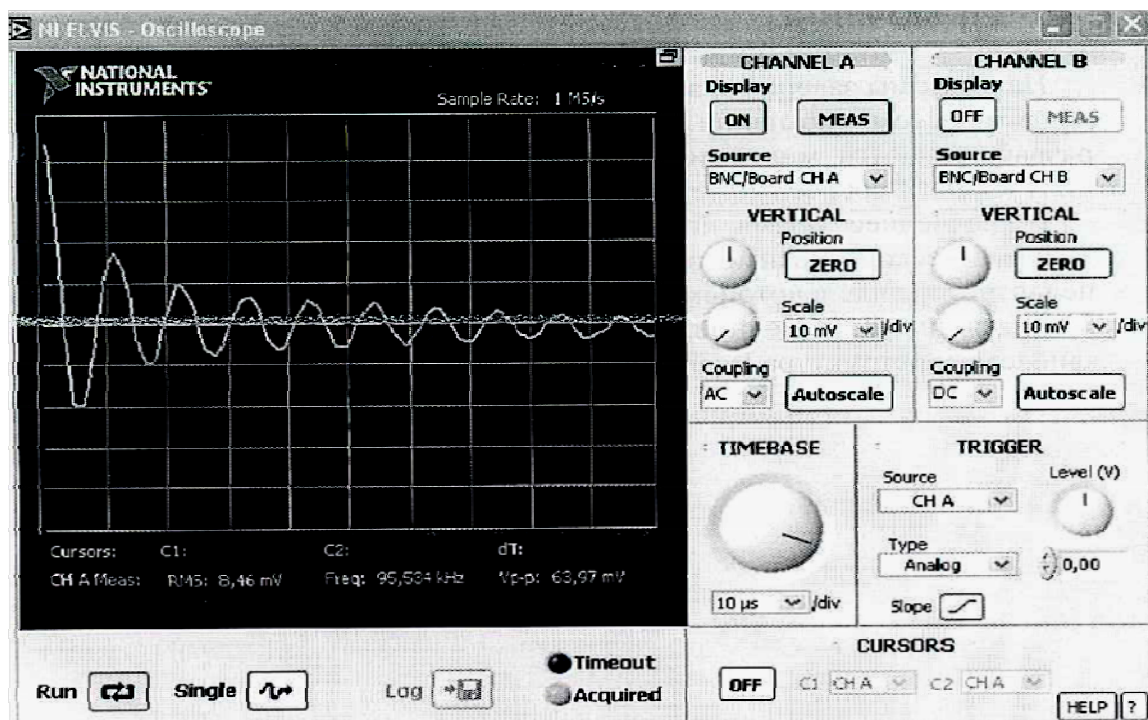 NI ELVIS - Oscilloscope
NATIONAL
INSTRUMENTS
Sample Rate: 1 MS/s
Cursors: C1: C2: dT:
CH A Meas: RMS: 8,46 mV Freq: 95,534 kHz Vp-p: 63,97 mV
Run
Single
Log
Timeout
Acquired
CHANNEL A
Display
ON MEAS
Source
BNC/Board CH A
VERTICAL
Position
ZERO
Scale
10 mV /div
Coupling
AC Autoscale
CHANNEL B
Display
OFF MEAS
Source
BNC/Board CH B
VERTICAL
Position
ZERO
Scale
10 mV /div
Coupling
DC Autoscale
TIMEBASE
10 µs /div
TRIGGER
Source
CH A
Level (V)
Type
Analog
0,00
Slope
CURSORS
OFF C1 CH A C2 CH A
HELP ?